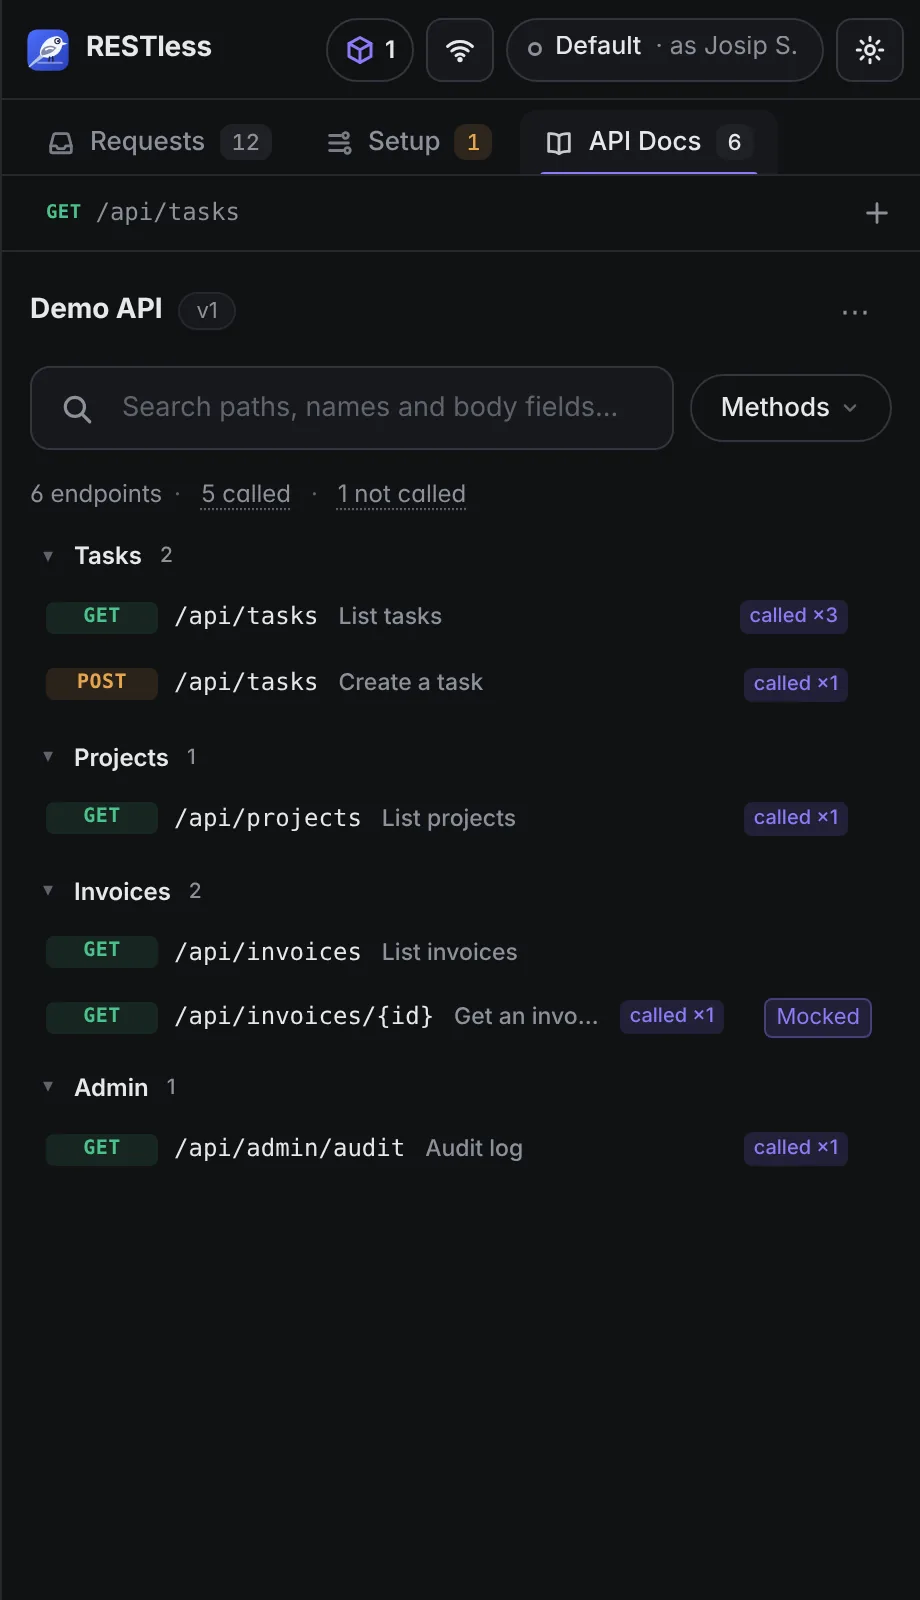 RESTless 1 Default · as Josip S.
Requests 12 Setup 1 API Docs 6
GET /api/tasks +
Demo API v1 ...
Search paths, names and body fields... Methods
6 endpoints · 5 called · 1 not called
Tasks 2
GET /api/tasks List tasks called ×3
POST /api/tasks Create a task called ×1
Projects 1
GET /api/projects List projects called ×1
Invoices 2
GET /api/invoices List invoices
GET /api/invoices/{id} Get an invo... called ×1 Mocked
Admin 1
GET /api/admin/audit Audit log called ×1